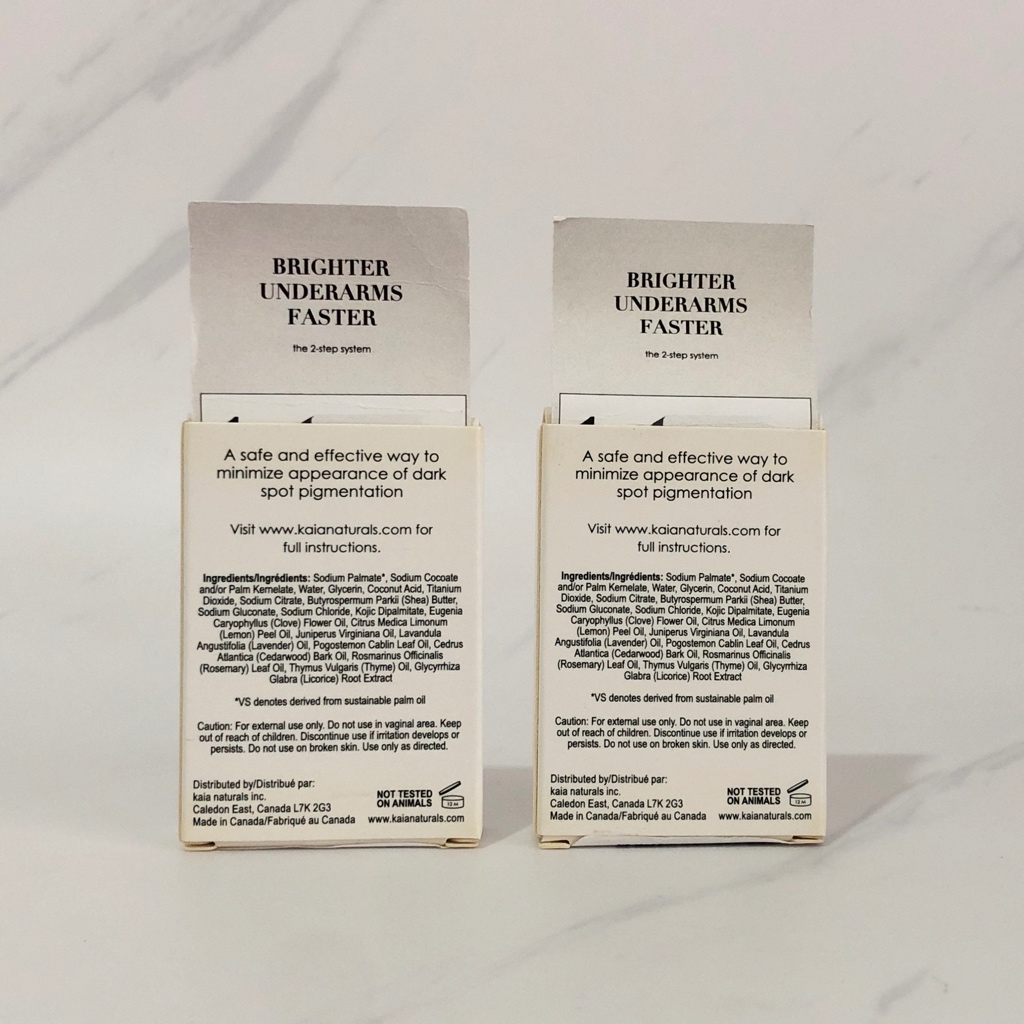 BRIGHTER
UNDERARMS
FASTER
the 2-step system
A safe and effective way to
minimize appearance of dark
spot pigmentation
Visit www.kaianaturals.com for
full instructions.
Ingredients/Ingrédients: Sodium Palmate*, Sodium Cocoate
and/or Palm Kernelate, Water, Glycerin, Coconut Acid, Titanium
Dioxide, Sodium Citrate, Butyrospermum Parkii (Shea) Butter,
Sodium Gluconate, Sodium Chloride, Kojic Dipalmitate, Eugenia
Caryophyllus (Clove) Flower Oil, Citrus Medica Limonum
(Lemon) Peel Oil, Juniperus Virginiana Oil, Lavandula
Angustifolia (Lavender) Oil, Pogostemon Cablin Leaf Oil, Cedrus
Atlantica (Cedarwood) Bark Oil, Rosmarinus Officinalis
(Rosemary) Leaf Oil, Thymus Vulgaris (Thyme) Oil, Glycyrrhiza
Glabra (Licorice) Root Extract
*VS denotes derived from sustainable palm oil
Caution: For external use only. Do not use in vaginal area. Keep
out of reach of children. Discontinue use if irritation develops or
persists. Do not use on broken skin. Use only as directed.
Distributed by/Distribué par:
kaia naturals inc.
Caledon East, Canada L7K 2G3
Made in Canada/Fabriqué au Canada
NOT TESTED
ON ANIMALS
12 M
www.kaianaturals.com
BRIGHTER
UNDERARMS
FASTER
the 2-step system
A safe and effective way to
minimize appearance of dark
spot pigmentation
Visit www.kaianaturals.com for
full instructions.
Ingredients/Ingrédients: Sodium Palmate*, Sodium Cocoate
and/or Palm Kernelate, Water, Glycerin, Coconut Acid, Titanium
Dioxide, Sodium Citrate, Butyrospermum Parkii (Shea) Butter,
Sodium Gluconate, Sodium Chloride, Kojic Dipalmitate, Eugenia
Caryophyllus (Clove) Flower Oil, Citrus Medica Limonum
(Lemon) Peel Oil, Juniperus Virginiana Oil, Lavandula
Angustifolia (Lavender) Oil, Pogostemon Cablin Leaf Oil, Cedrus
Atlantica (Cedarwood) Bark Oil, Rosmarinus Officinalis
(Rosemary) Leaf Oil, Thymus Vulgaris (Thyme) Oil, Glycyrrhiza
Glabra (Licorice) Root Extract
*VS denotes derived from sustainable palm oil
Caution: For external use only. Do not use in vaginal area. Keep
out of reach of children. Discontinue use if irritation develops or
persists. Do not use on broken skin. Use only as directed.
Distributed by/Distribué par:
kaia naturals inc.
Caledon East, Canada L7K 2G3
Made in Canada/Fabriqué au Canada
NOT TESTED
ON ANIMALS
12 M
www.kaianaturals.com